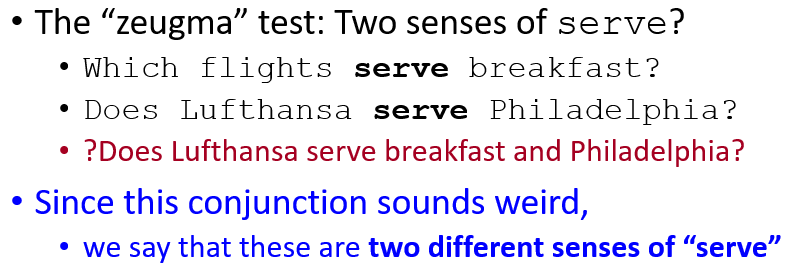 • The “zeugma” test: Two senses of serve?
• Which flights serve breakfast?
• Does Lufthansa serve Philadelphia?
• ?Does Lufthansa serve breakfast and Philadelphia?
• Since this conjunction sounds weird,
• we say that these are two different senses of “serve”